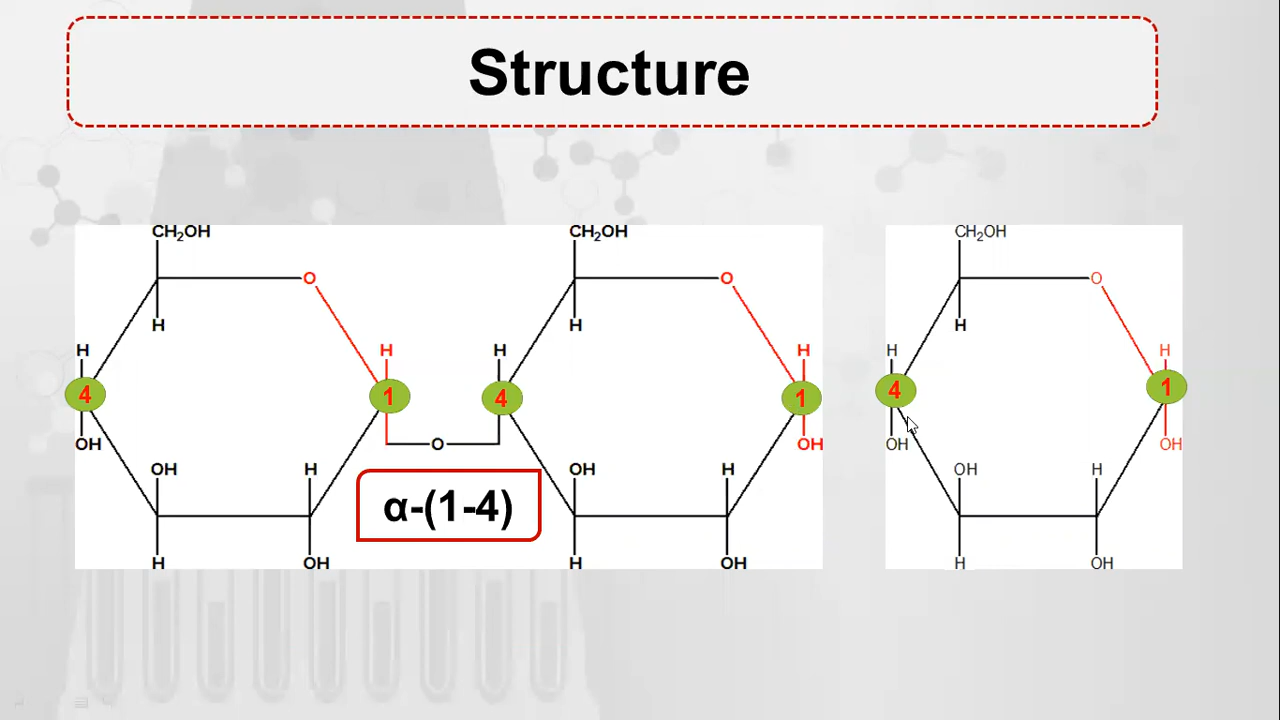 Structure
CH₂OH CH₂OH CH₂OH
O O O
H H H
H H H H H H
4 1 4 1 4 1
OH O OH OH OH
OH H OH H OH H
α-(1-4)
H OH H OH H OH